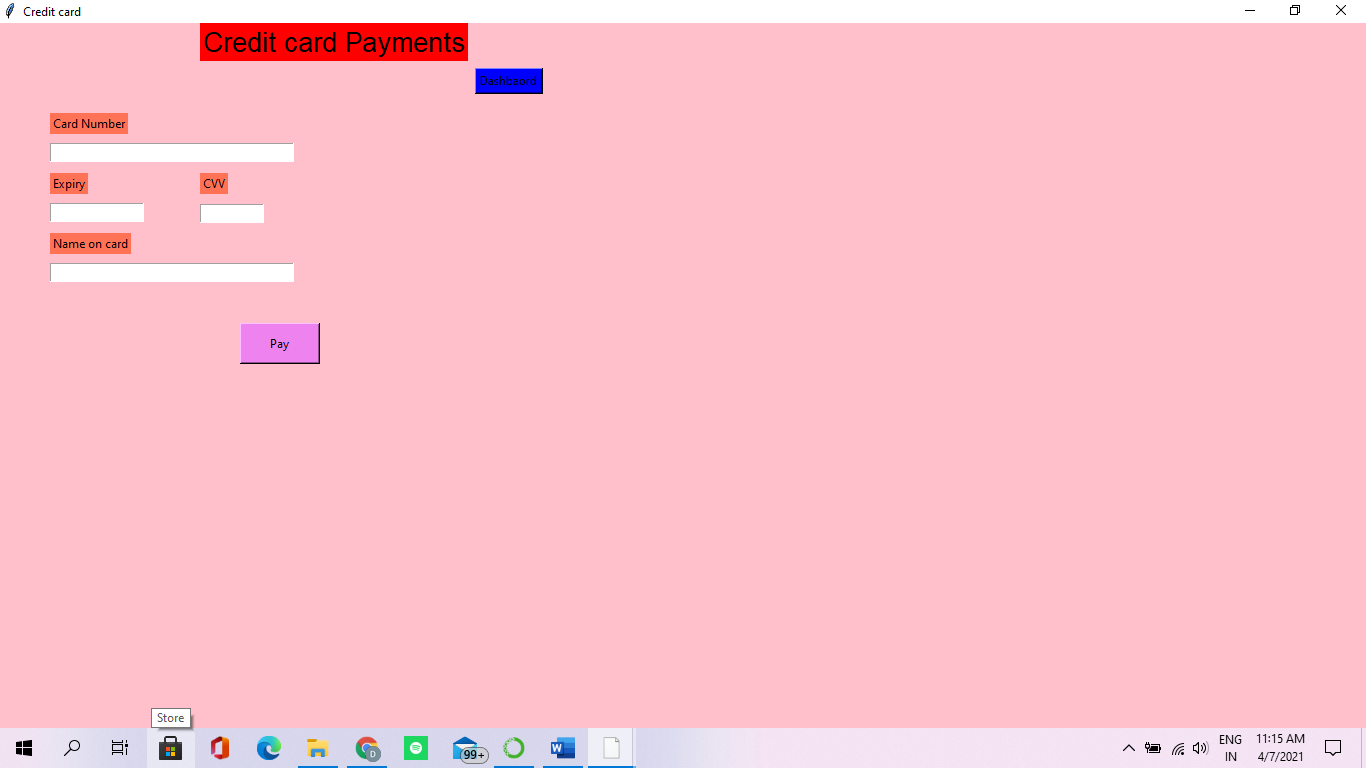 Credit card
Credit card Payments
Dashbaord
Card Number
Expiry
CVV
Name on card
Pay
Store
D
99+
W
ENG
IN
11:15 AM
4/7/2021